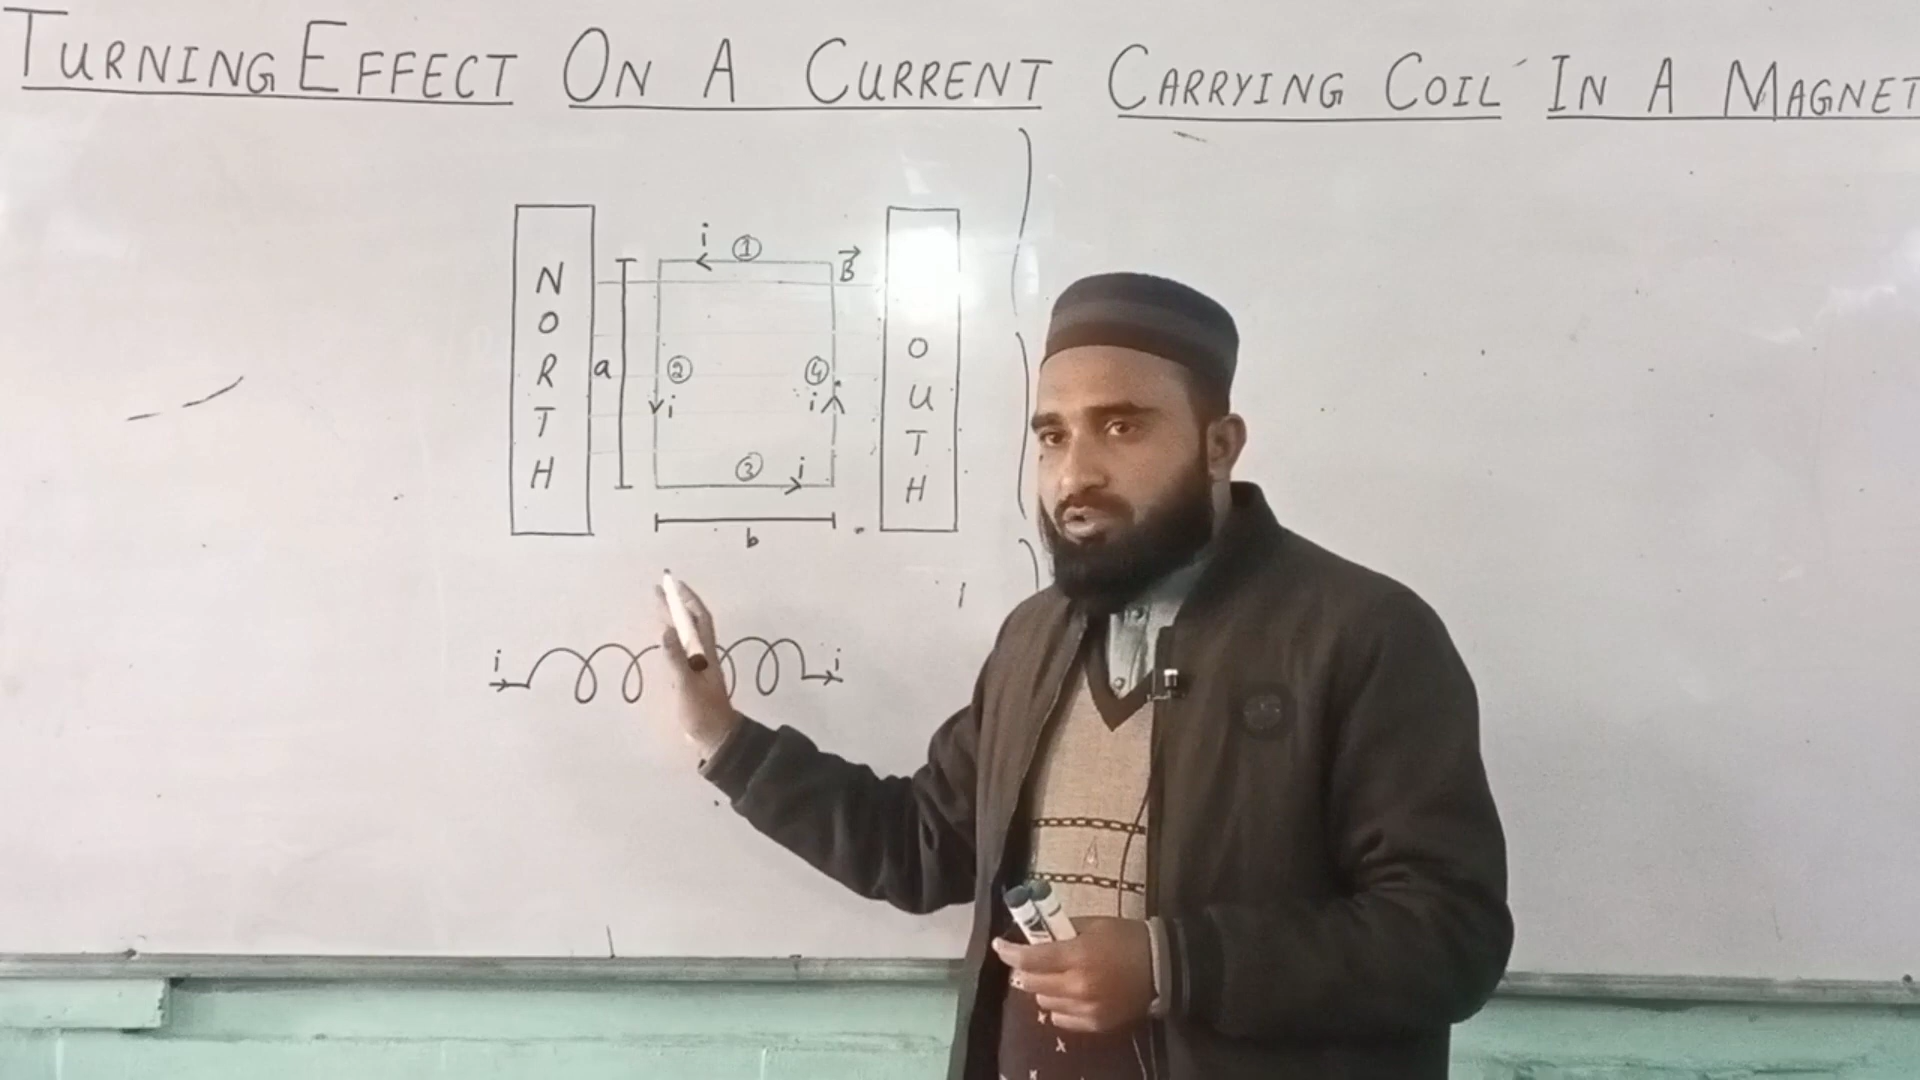 TURNING EFFECT ON A CURRENT CARRYING COIL IN A MAGNET
NORTH
i ① B
a ② ④
i i
③ i
b
OUTH
i i